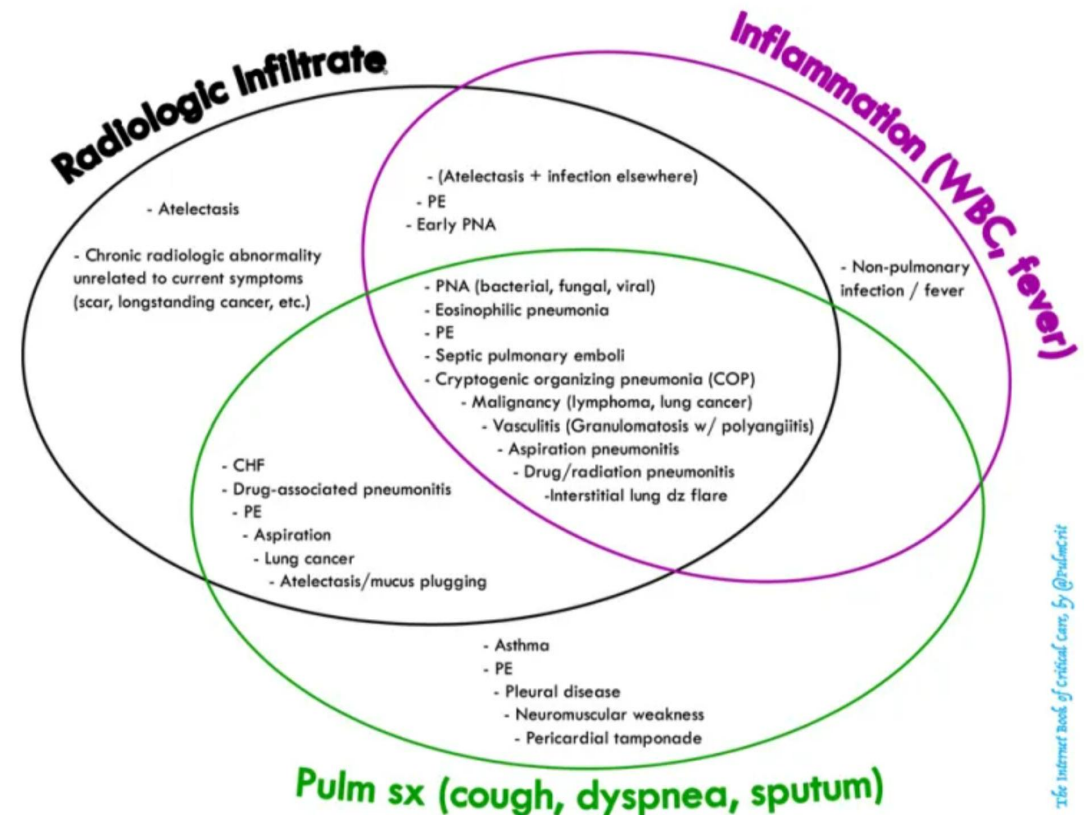 Radiologic Infiltrate
Inflammation (WBC, fever)
- (Atelectasis + infection elsewhere)
- PE
- Early PNA
- Atelectasis
- Chronic radiologic abnormality
unrelated to current symptoms
(scar, longstanding cancer, etc.)
- Non-pulmonary
infection / fever
- PNA (bacterial, fungal, viral)
- Eosinophilic pneumonia
- PE
- Septic pulmonary emboli
- Cryptogenic organizing pneumonia (COP)
- Malignancy (lymphoma, lung cancer)
- Vasculitis (Granulomatosis w/ polyangiitis)
- Aspiration pneumonitis
- Drug/radiation pneumonitis
-Interstitial lung dz flare
- CHF
- Drug-associated pneumonitis
- PE
- Aspiration
- Lung cancer
- Atelectasis/mucus plugging
- Asthma
- PE
- Pleural disease
- Neuromuscular weakness
- Pericardial tamponade
Pulm sx (cough, dyspnea, sputum)
The Internet Book of Critical Care, by @PulmCrit